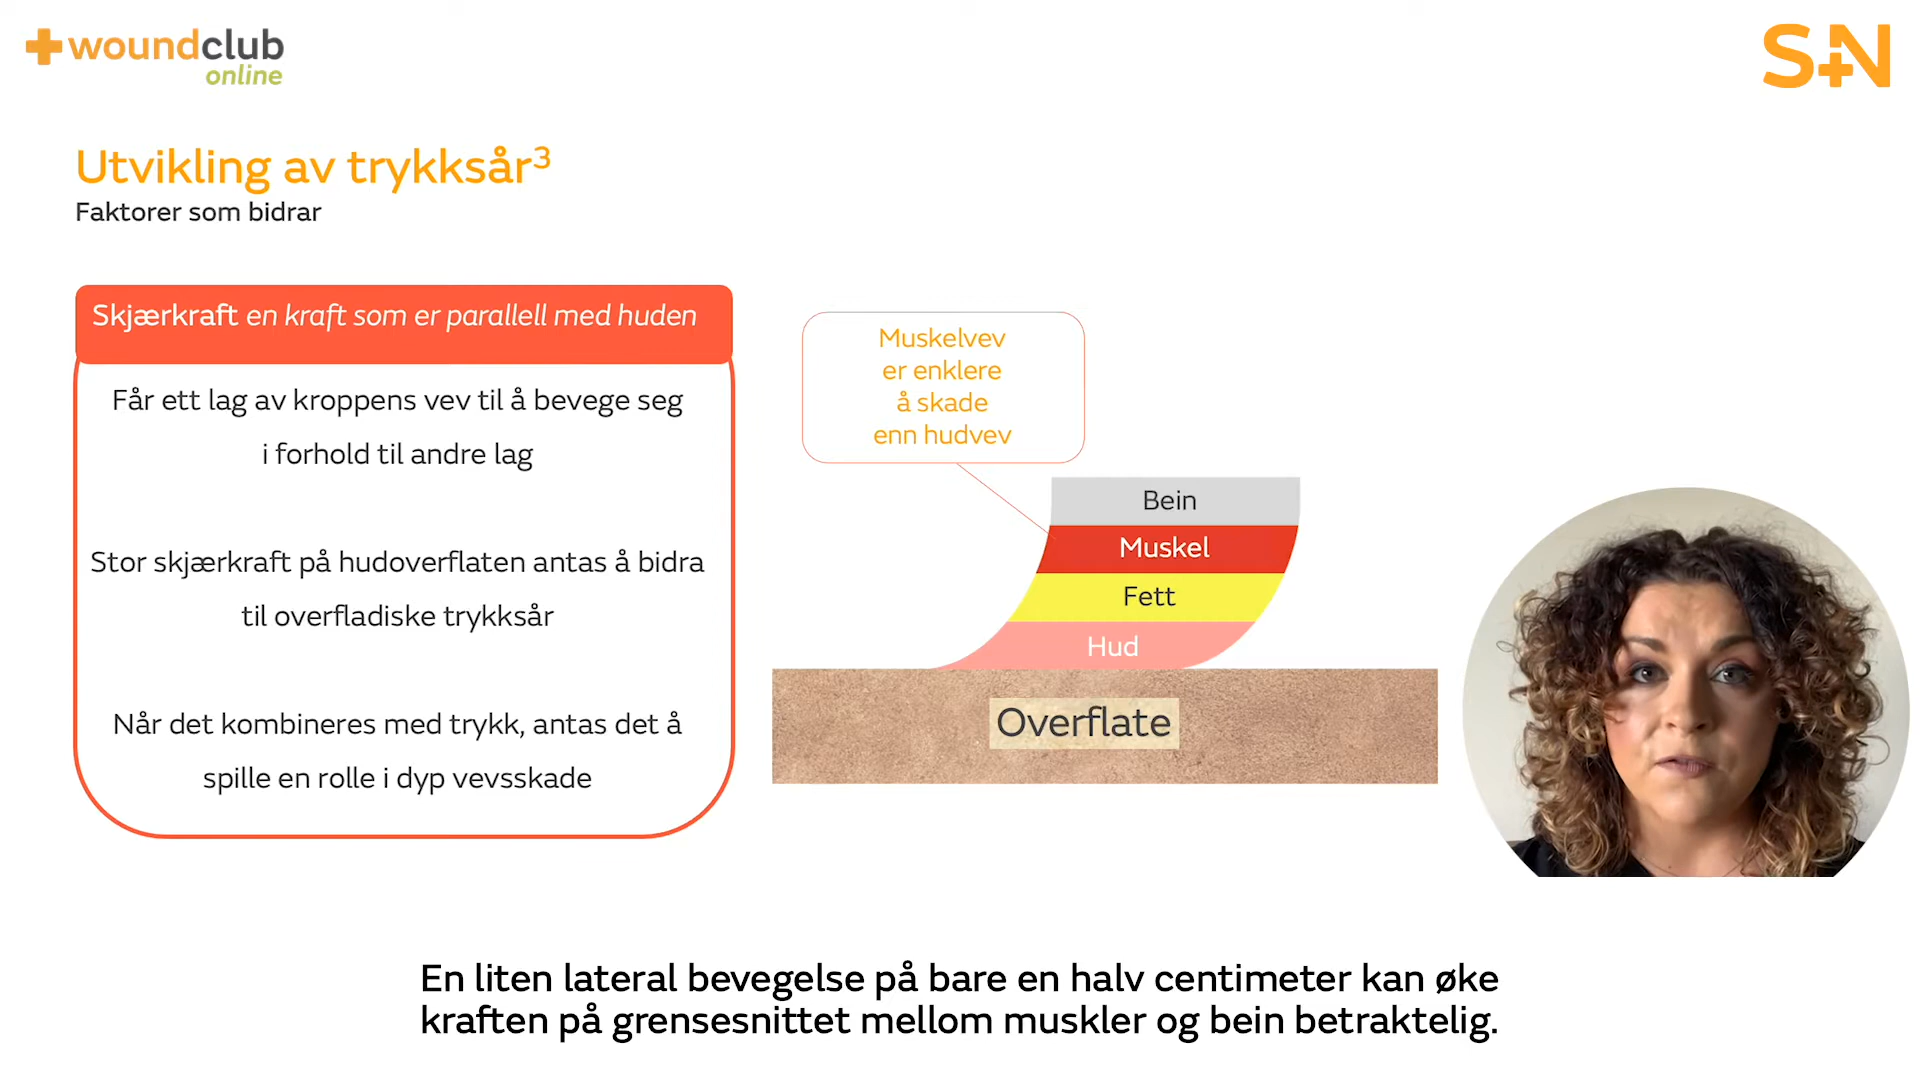 woundclub
online
S+N
Utvikling av trykksår³
Faktorer som bidrar
Skjærkraft en kraft som er parallell med huden
Får ett lag av kroppens vev til å bevege seg
i forhold til andre lag
Stor skjærkraft på hudoverflaten antas å bidra
til overfladiske trykksår
Når det kombineres med trykk, antas det å
spille en rolle i dyp vevsskade
Muskelvev
er enklere
å skade
enn hudvev
Bein
Muskel
Fett
Hud
Overflate
En liten lateral bevegelse på bare en halv centimeter kan øke
kraften på grensesnittet mellom muskler og bein betraktelig.